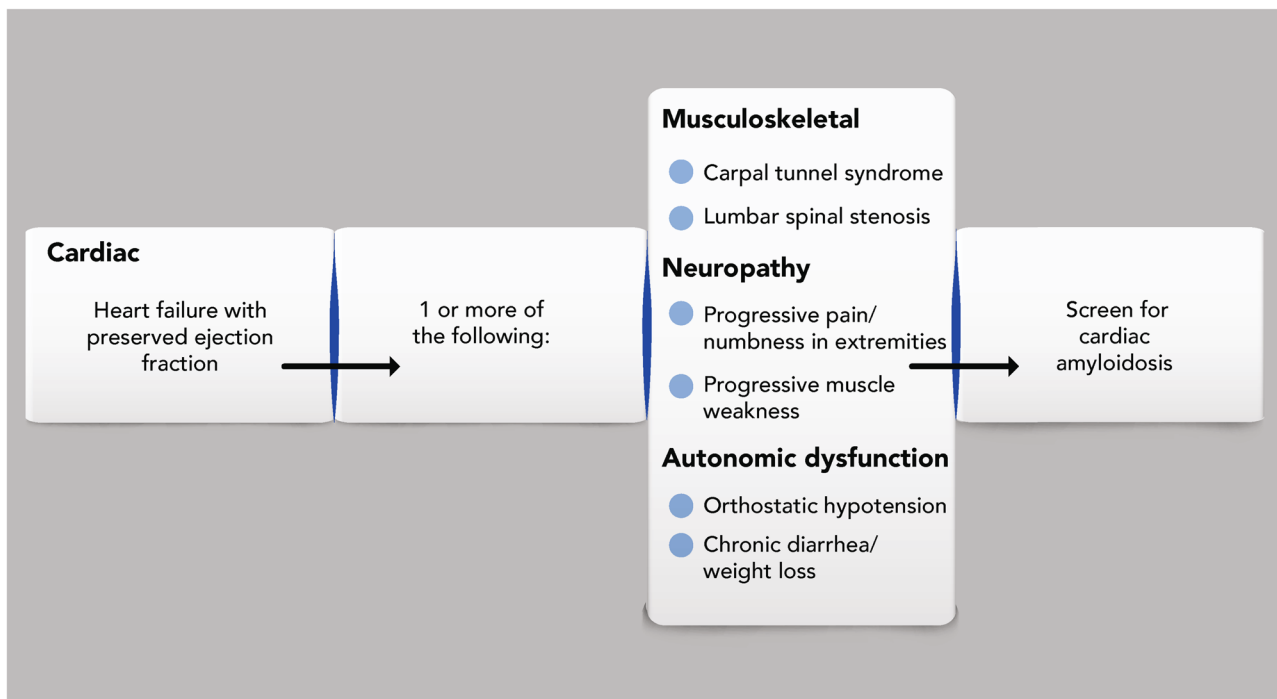 Cardiac
Heart failure with
preserved ejection
fraction
1 or more of
the following:
Musculoskeletal
Carpal tunnel syndrome
Lumbar spinal stenosis
Neuropathy
Progressive pain/
numbness in extremities
Progressive muscle
weakness
Autonomic dysfunction
Orthostatic hypotension
Chronic diarrhea/
weight loss
Screen for
cardiac
amyloidosis